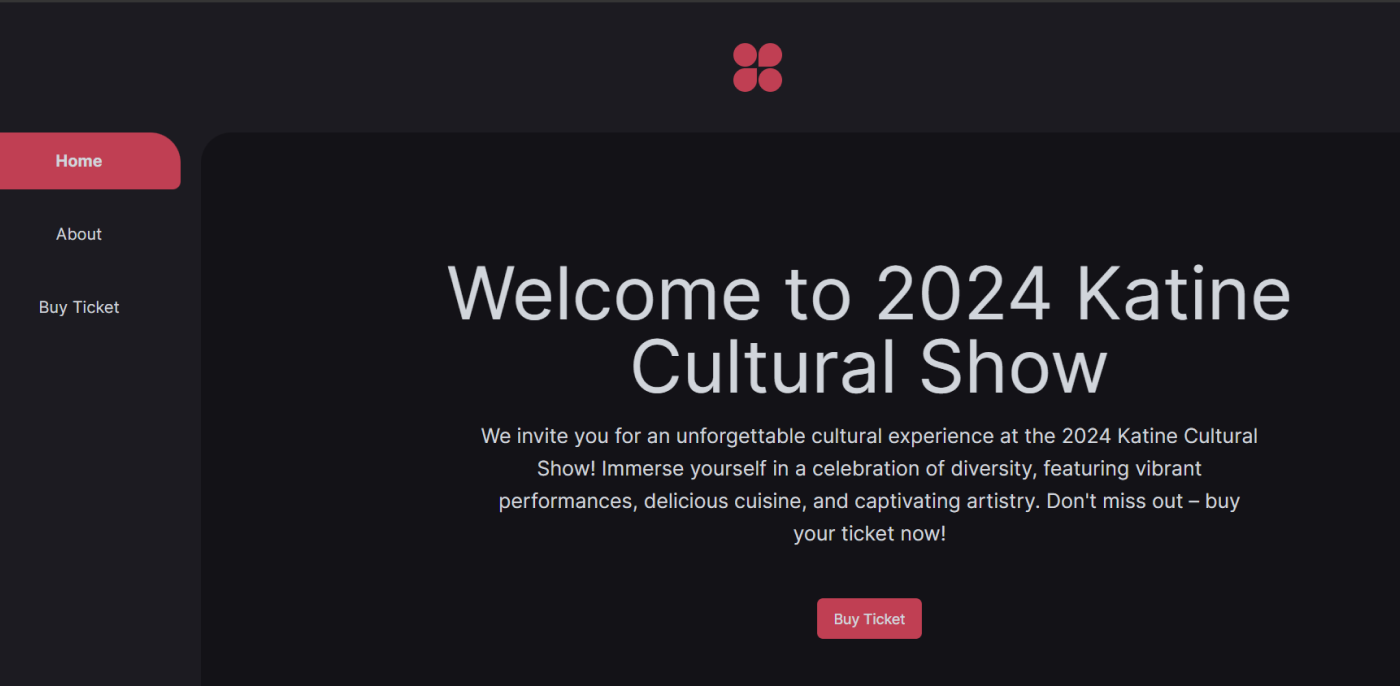 Home
About
Buy Ticket
Welcome to 2024 Katine
Cultural Show
We invite you for an unforgettable cultural experience at the 2024 Katine Cultural
Show! Immerse yourself in a celebration of diversity, featuring vibrant
performances, delicious cuisine, and captivating artistry. Don't miss out – buy
your ticket now!
Buy Ticket